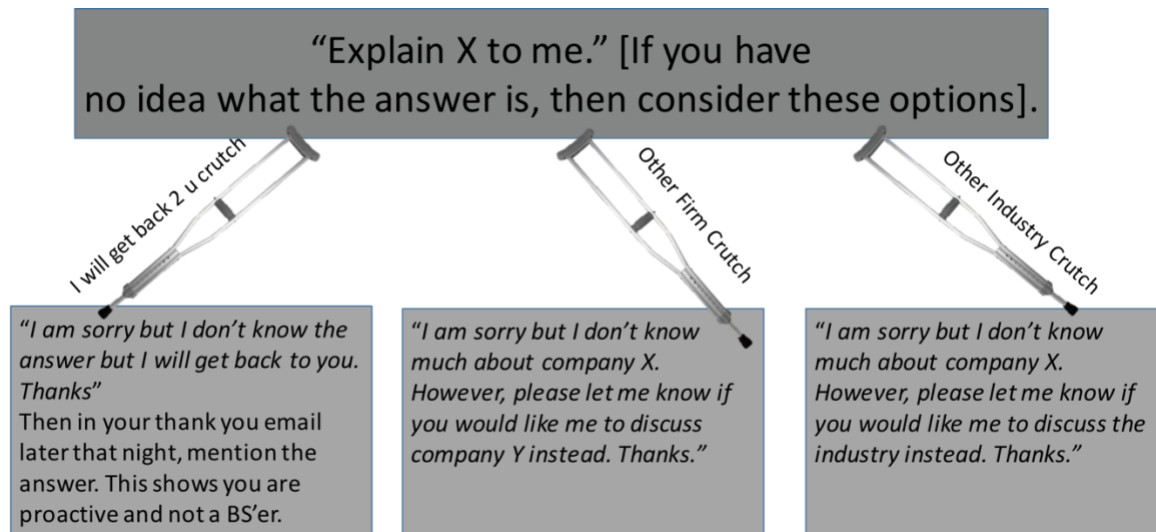 “Explain X to me.” [If you have
no idea what the answer is, then consider these options].
I will get back 2 u crutch
Other Firm Crutch
Other Industry Crutch
“I am sorry but I don’t know the
answer but I will get back to you.
Thanks”
Then in your thank you email
later that night, mention the
answer. This shows you are
proactive and not a BS’er.
“I am sorry but I don’t know
much about company X.
However, please let me know if
you would like me to discuss
company Y instead. Thanks.”
“I am sorry but I don’t know
much about company X.
However, please let me know if
you would like me to discuss the
industry instead. Thanks.”